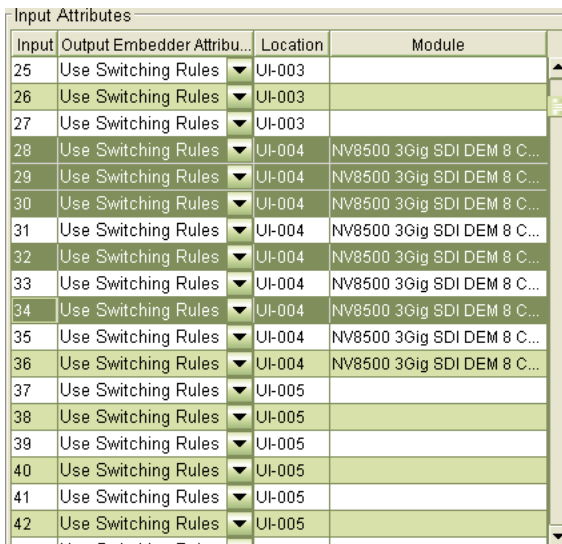 Input Attributes
Input Output Embedder Attribu... Location Module
25 Use Switching Rules UI-003
26 Use Switching Rules UI-003
27 Use Switching Rules UI-003
28 Use Switching Rules UI-004 NV8500 3Gig SDI DEM 8 C...
29 Use Switching Rules UI-004 NV8500 3Gig SDI DEM 8 C...
30 Use Switching Rules UI-004 NV8500 3Gig SDI DEM 8 C...
31 Use Switching Rules UI-004 NV8500 3Gig SDI DEM 8 C...
32 Use Switching Rules UI-004 NV8500 3Gig SDI DEM 8 C...
33 Use Switching Rules UI-004 NV8500 3Gig SDI DEM 8 C...
34 Use Switching Rules UI-004 NV8500 3Gig SDI DEM 8 C...
35 Use Switching Rules UI-004 NV8500 3Gig SDI DEM 8 C...
36 Use Switching Rules UI-004 NV8500 3Gig SDI DEM 8 C...
37 Use Switching Rules UI-005
38 Use Switching Rules UI-005
39 Use Switching Rules UI-005
40 Use Switching Rules UI-005
41 Use Switching Rules UI-005
42 Use Switching Rules UI-005